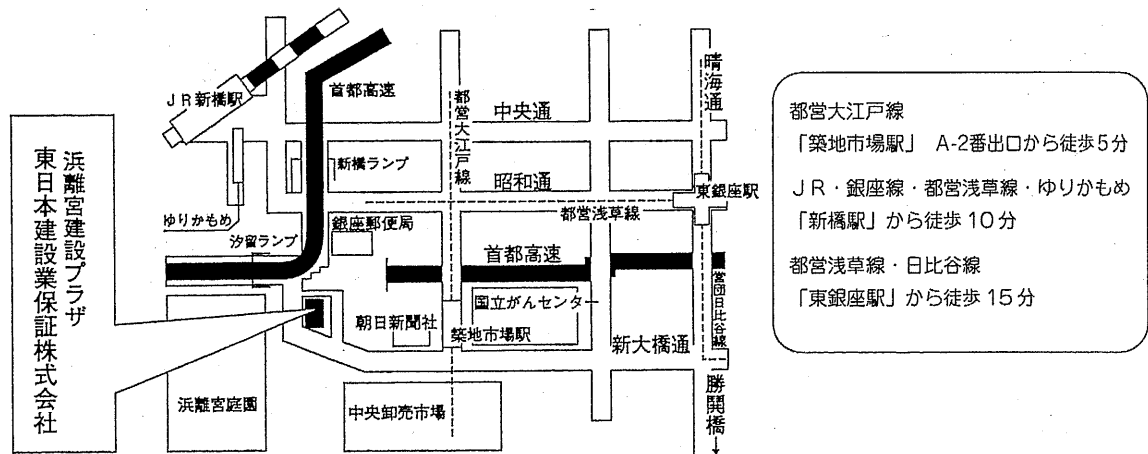 浜離宮建設プラザ
東日本建設業保証株式会社
JR新橋駅
首都高速
都営大江戸線
中央通
晴海通
新橋ランプ
昭和通
東銀座駅
都営浅草線
ゆりかもめ
汐留ランプ
銀座郵便局
首都高速
営団日比谷線
国立がんセンター
朝日新聞社
築地市場駅
新大橋通
浜離宮庭園
中央卸売市場
勝開橋
都営大江戸線
「築地市場駅」 A-2番出口から徒歩5分
JR・銀座線・都営浅草線・ゆりかもめ
「新橋駅」から徒歩10分
都営浅草線・日比谷線
「東銀座駅」から徒歩15分